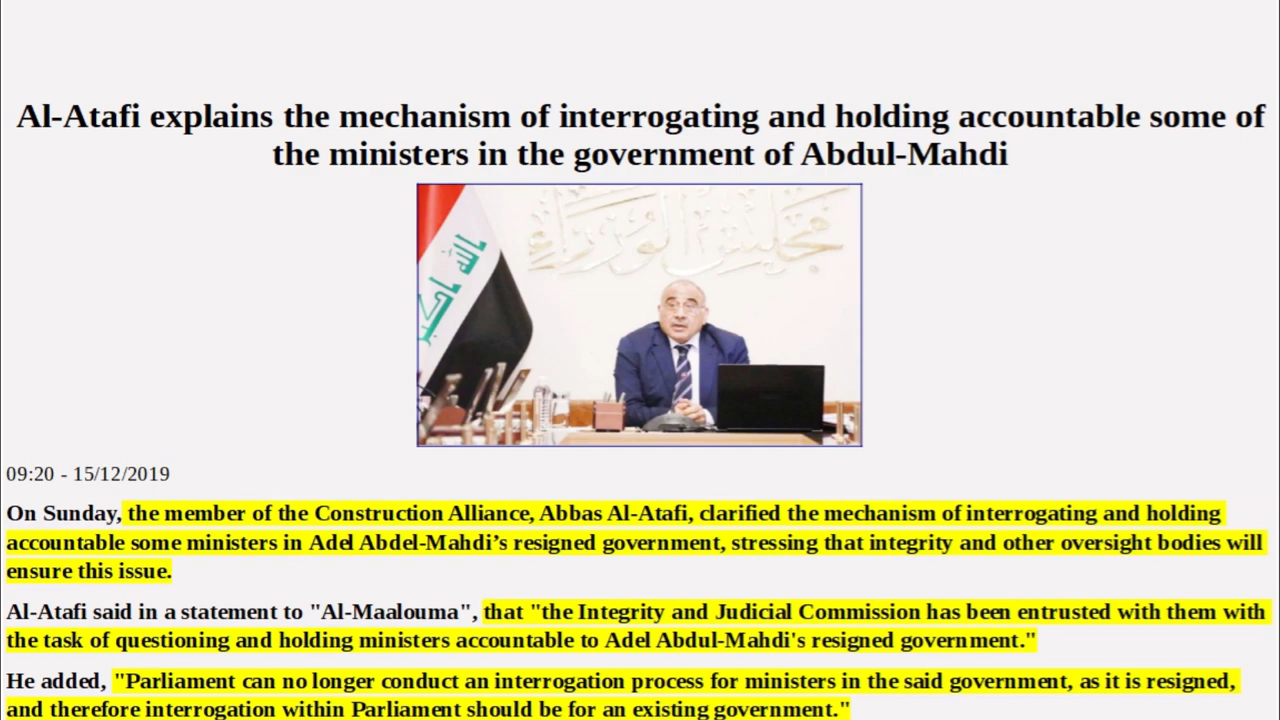 Al-Atafi explains the mechanism of interrogating and holding accountable some of
the ministers in the government of Abdul-Mahdi
مجلس الوزراء
الله
اكبر
09:20 - 15/12/2019
On Sunday, the member of the Construction Alliance, Abbas Al-Atafi, clarified the mechanism of interrogating and holding
accountable some ministers in Adel Abdel-Mahdi’s resigned government, stressing that integrity and other oversight bodies will
ensure this issue.
Al-Atafi said in a statement to "Al-Maalouma", that "the Integrity and Judicial Commission has been entrusted with them with
the task of questioning and holding ministers accountable to Adel Abdul-Mahdi's resigned government."
He added, "Parliament can no longer conduct an interrogation process for ministers in the said government, as it is resigned,
and therefore interrogation within Parliament should be for an existing government."